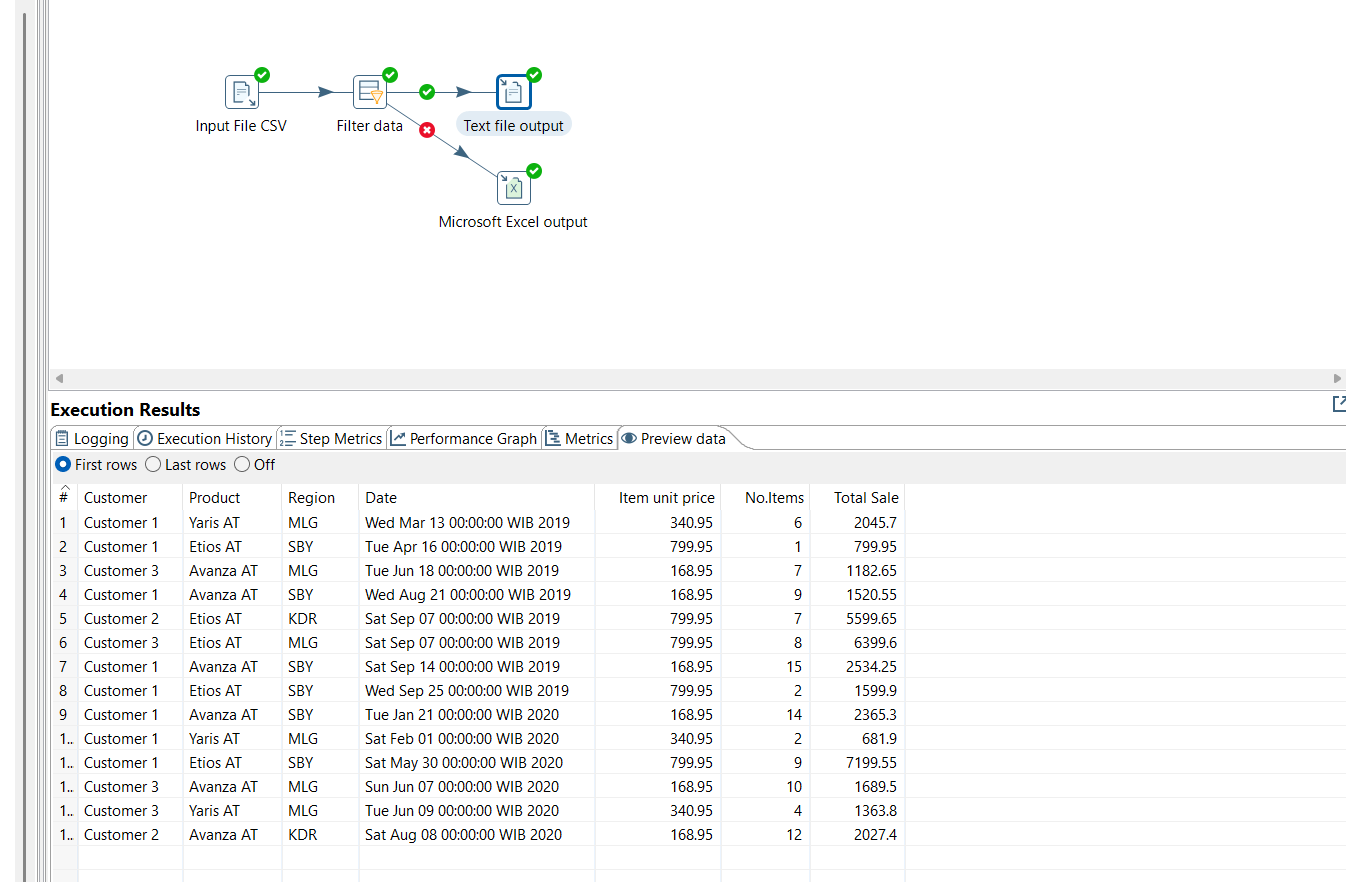 Input File CSV Filter data Text file output
Microsoft Excel output
Execution Results
Logging Execution History Step Metrics Performance Graph Metrics Preview data
First rows Last rows Off
# Customer Product Region Date Item unit price No.Items Total Sale
1 Customer 1 Yaris AT MLG Wed Mar 13 00:00:00 WIB 2019 340.95 6 2045.7
2 Customer 1 Etios AT SBY Tue Apr 16 00:00:00 WIB 2019 799.95 1 799.95
3 Customer 3 Avanza AT MLG Tue Jun 18 00:00:00 WIB 2019 168.95 7 1182.65
4 Customer 1 Avanza AT SBY Wed Aug 21 00:00:00 WIB 2019 168.95 9 1520.55
5 Customer 2 Etios AT KDR Sat Sep 07 00:00:00 WIB 2019 799.95 7 5599.65
6 Customer 3 Etios AT MLG Sat Sep 07 00:00:00 WIB 2019 799.95 8 6399.6
7 Customer 1 Avanza AT SBY Sat Sep 14 00:00:00 WIB 2019 168.95 15 2534.25
8 Customer 1 Etios AT SBY Wed Sep 25 00:00:00 WIB 2019 799.95 2 1599.9
9 Customer 1 Avanza AT SBY Tue Jan 21 00:00:00 WIB 2020 168.95 14 2365.3
1.. Customer 1 Yaris AT MLG Sat Feb 01 00:00:00 WIB 2020 340.95 2 681.9
1.. Customer 1 Etios AT SBY Sat May 30 00:00:00 WIB 2020 799.95 9 7199.55
1.. Customer 3 Avanza AT MLG Sun Jun 07 00:00:00 WIB 2020 168.95 10 1689.5
1.. Customer 3 Yaris AT MLG Tue Jun 09 00:00:00 WIB 2020 340.95 4 1363.8
1.. Customer 2 Avanza AT KDR Sat Aug 08 00:00:00 WIB 2020 168.95 12 2027.4